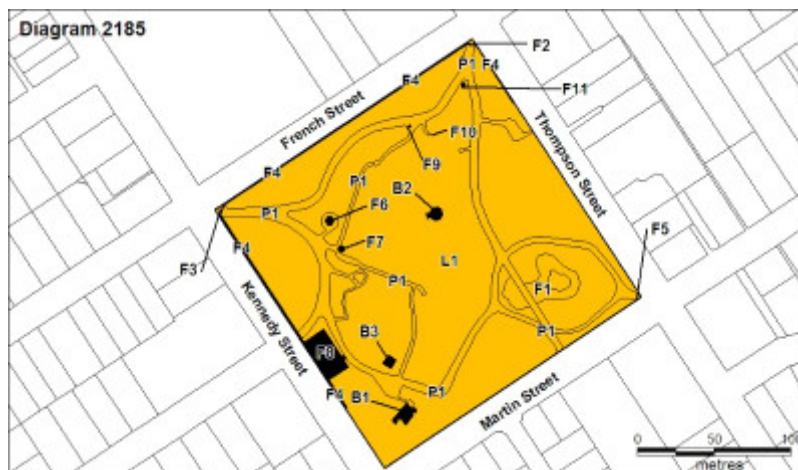 Diagram 2185
F2
F4
P1 F4
F11
French Street
Thompson Street
F10
F9
F4
P1
B2
P1
F6
F5
F3
F4
F7
L1
P1
F1
Kennedy Street
B3
F8
P1
F4
B1
P1
Martin Street
0 50 100
metres